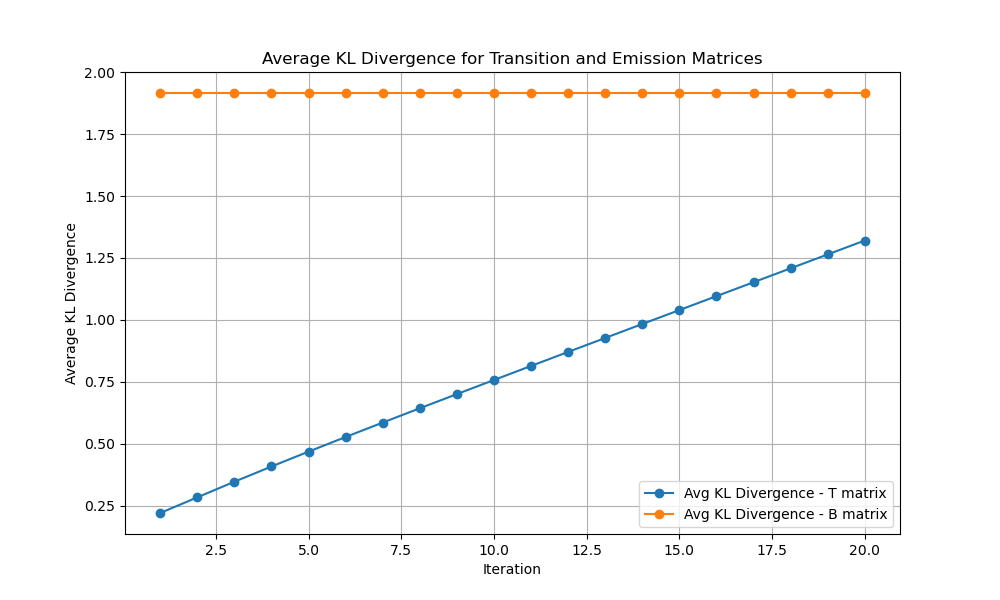 Average KL Divergence for Transition and Emission Matrices
Average KL Divergence
2.00
1.75
1.50
1.25
1.00
0.75
0.50
0.25
Avg KL Divergence - T matrix
Avg KL Divergence - B matrix
2.5 5.0 7.5 10.0 12.5 15.0 17.5 20.0
Iteration